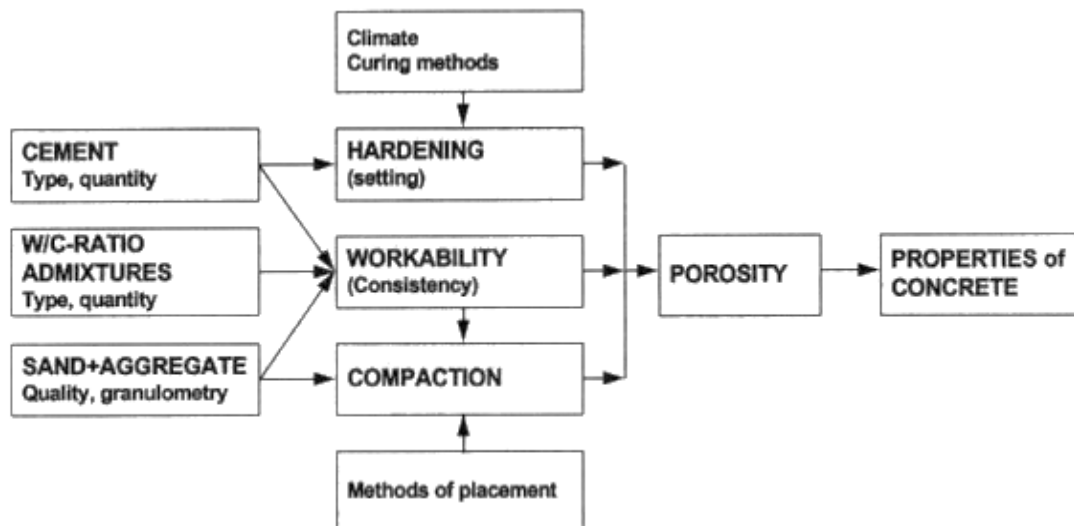 Climate
Curing methods
CEMENT
Type, quantity
HARDENING
(setting)
W/C-RATIO
ADMIXTURES
Type, quantity
WORKABILITY
(Consistency)
POROSITY
PROPERTIES of
CONCRETE
SAND+AGGREGATE
Quality, granulometry
COMPACTION
Methods of placement